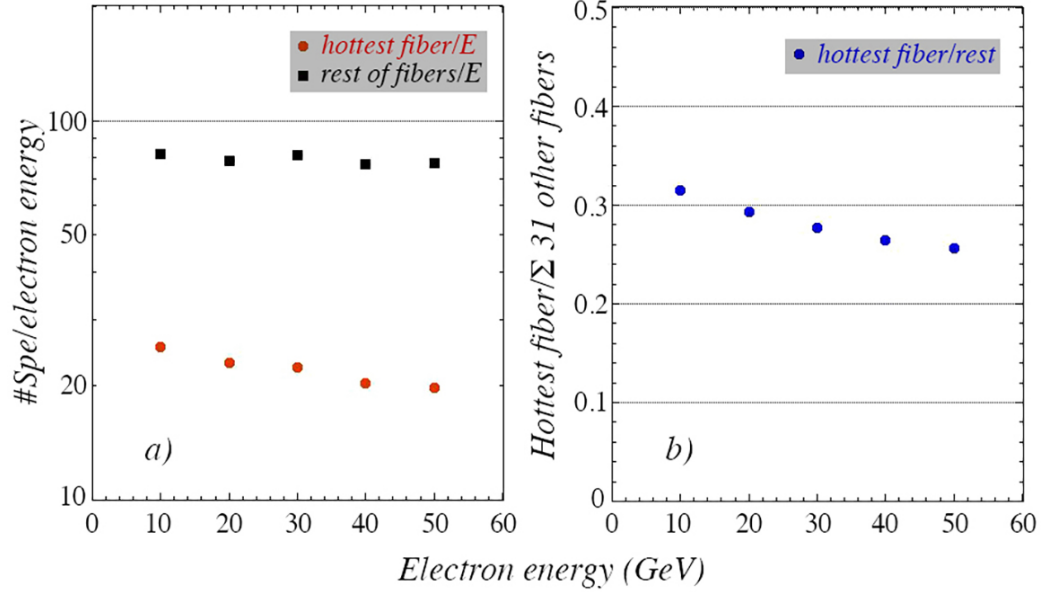 hottest fiber/E
rest of fibers/E
#Spe/electron energy
100
50
20
10
a)
0 10 20 30 40 50 60
hottest fiber/rest
Hottest fiber/Σ 31 other fibers
0.5
0.4
0.3
0.2
0.1
0
b)
0 10 20 30 40 50 60
Electron energy (GeV)